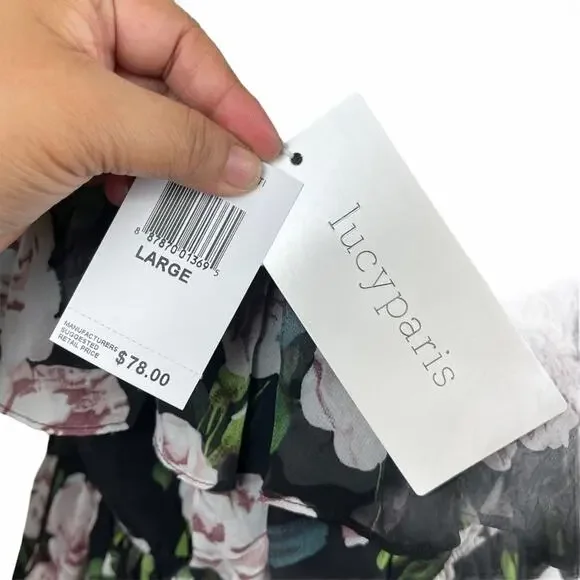 8 87870 01369 5
LARGE
MANUFACTURERS
SUGGESTED
RETAIL PRICE
$78.00
lucyparis